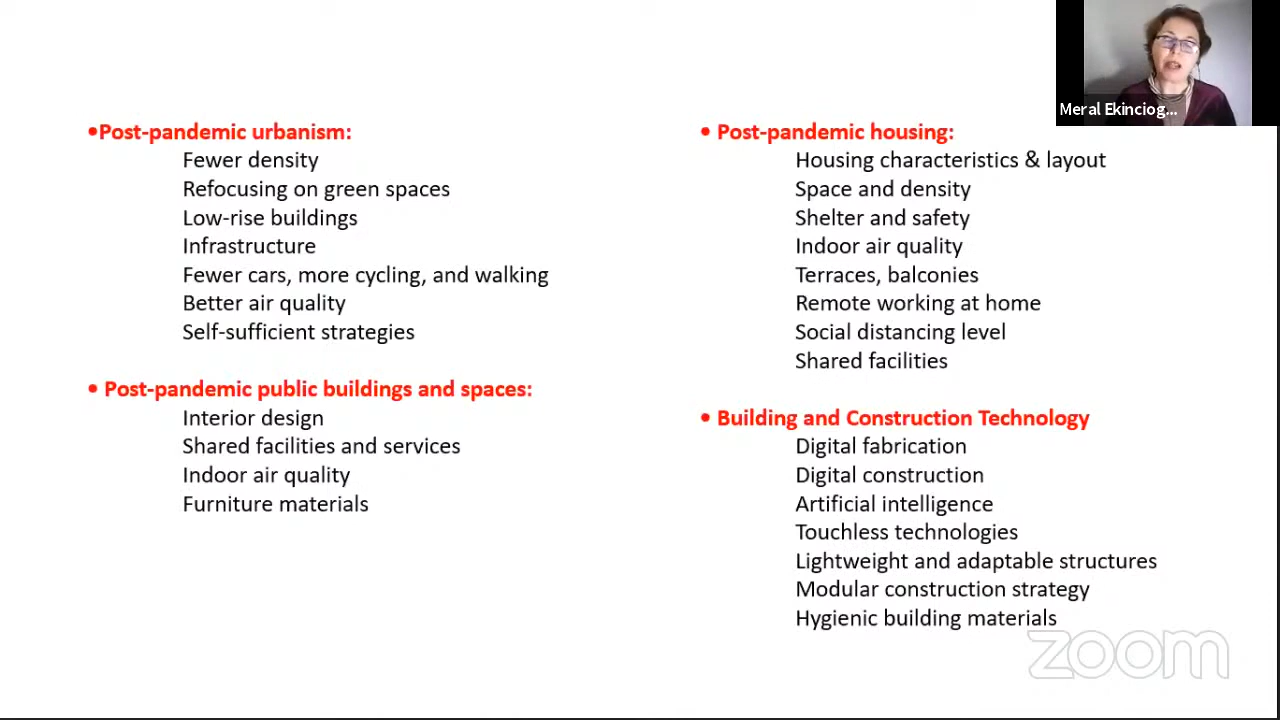 Meral Ekinciog...
•Post-pandemic urbanism:
Fewer density
Refocusing on green spaces
Low-rise buildings
Infrastructure
Fewer cars, more cycling, and walking
Better air quality
Self-sufficient strategies
• Post-pandemic public buildings and spaces:
Interior design
Shared facilities and services
Indoor air quality
Furniture materials
• Post-pandemic housing:
Housing characteristics & layout
Space and density
Shelter and safety
Indoor air quality
Terraces, balconies
Remote working at home
Social distancing level
Shared facilities
• Building and Construction Technology
Digital fabrication
Digital construction
Artificial intelligence
Touchless technologies
Lightweight and adaptable structures
Modular construction strategy
Hygienic building materials
zoom